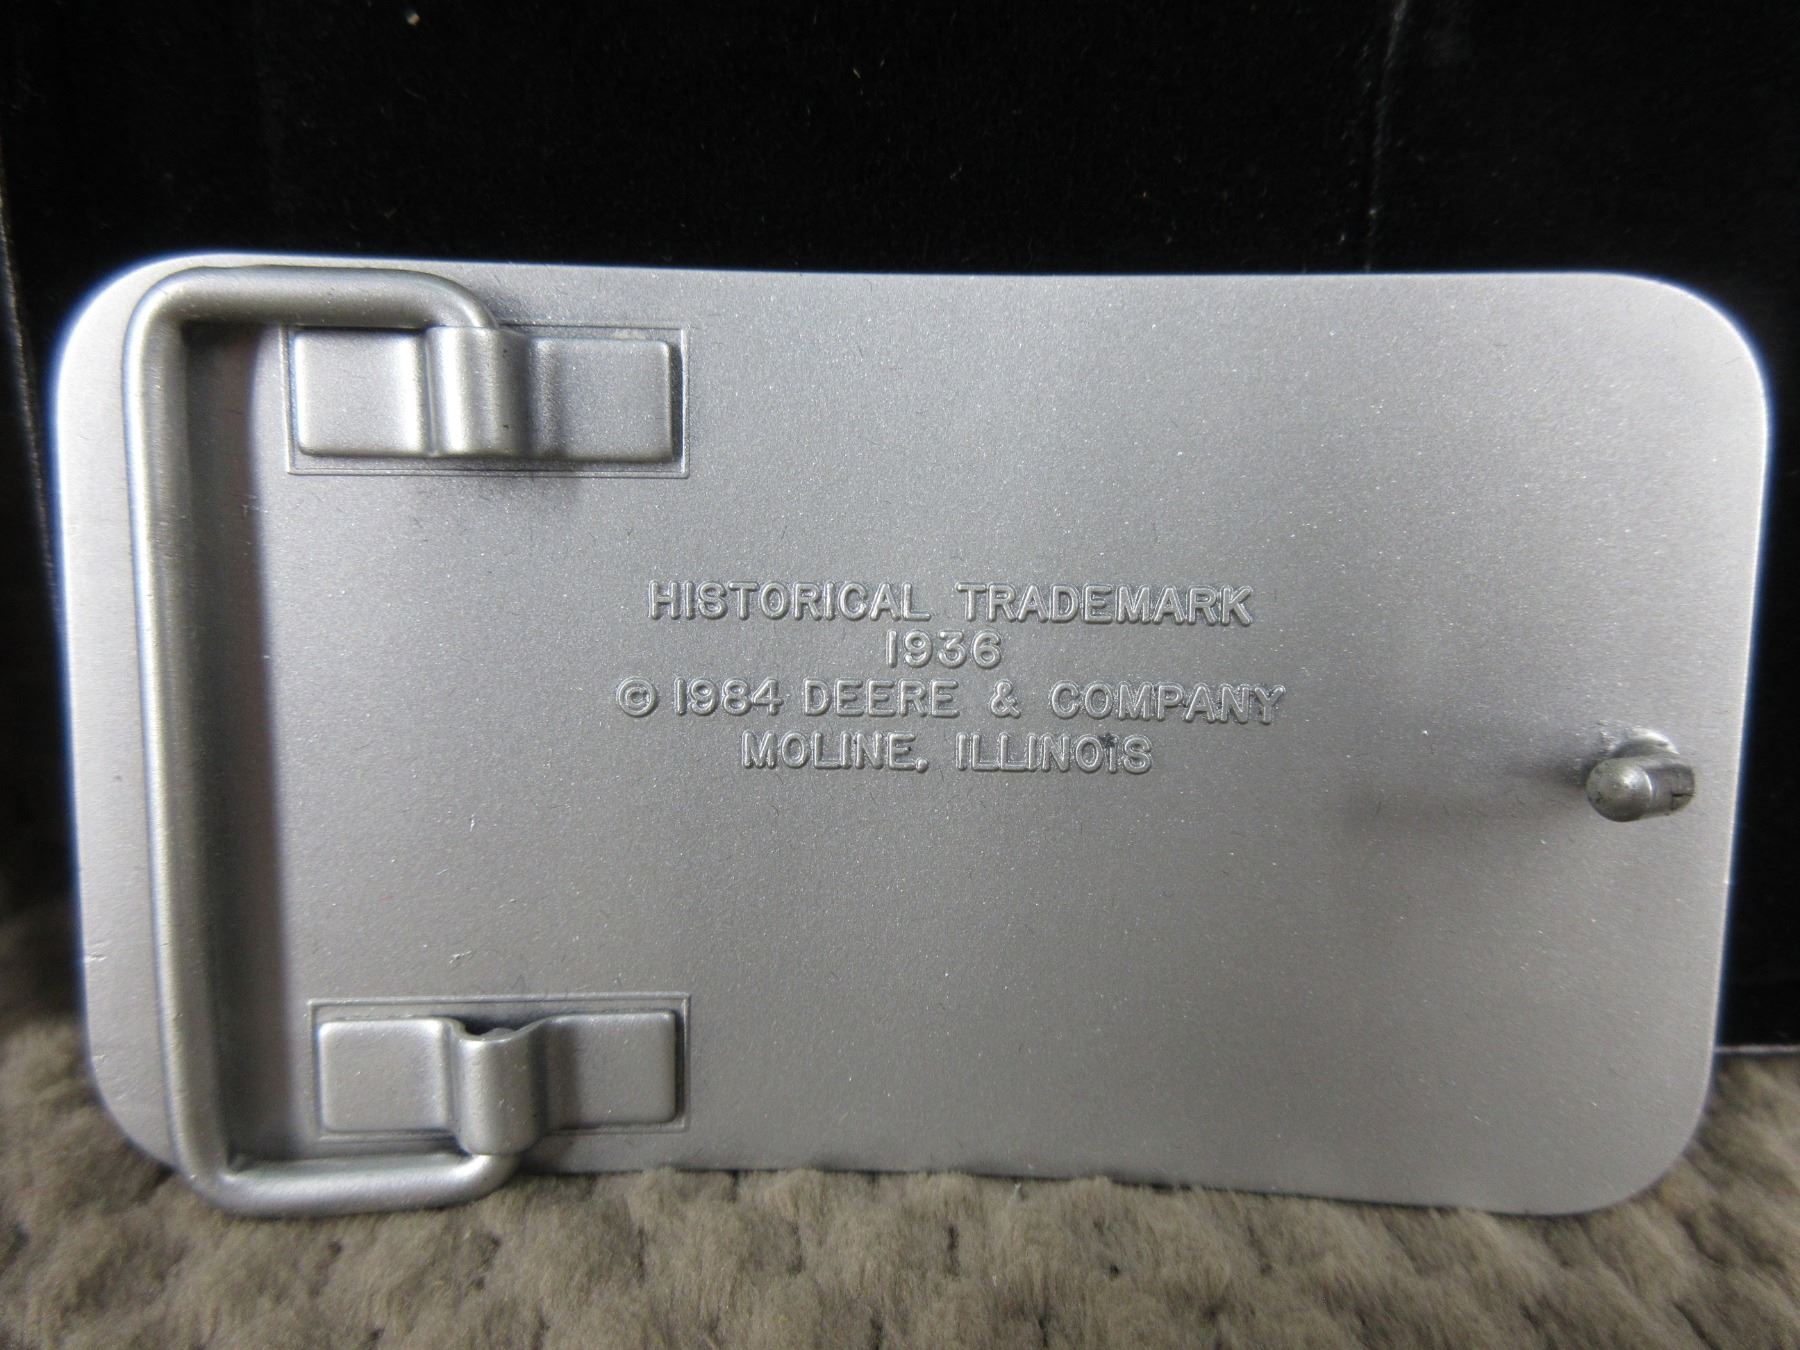 HISTORICAL TRADEMARK
1936
© 1984 DEERE & COMPANY
MOLINE, ILLINOIS